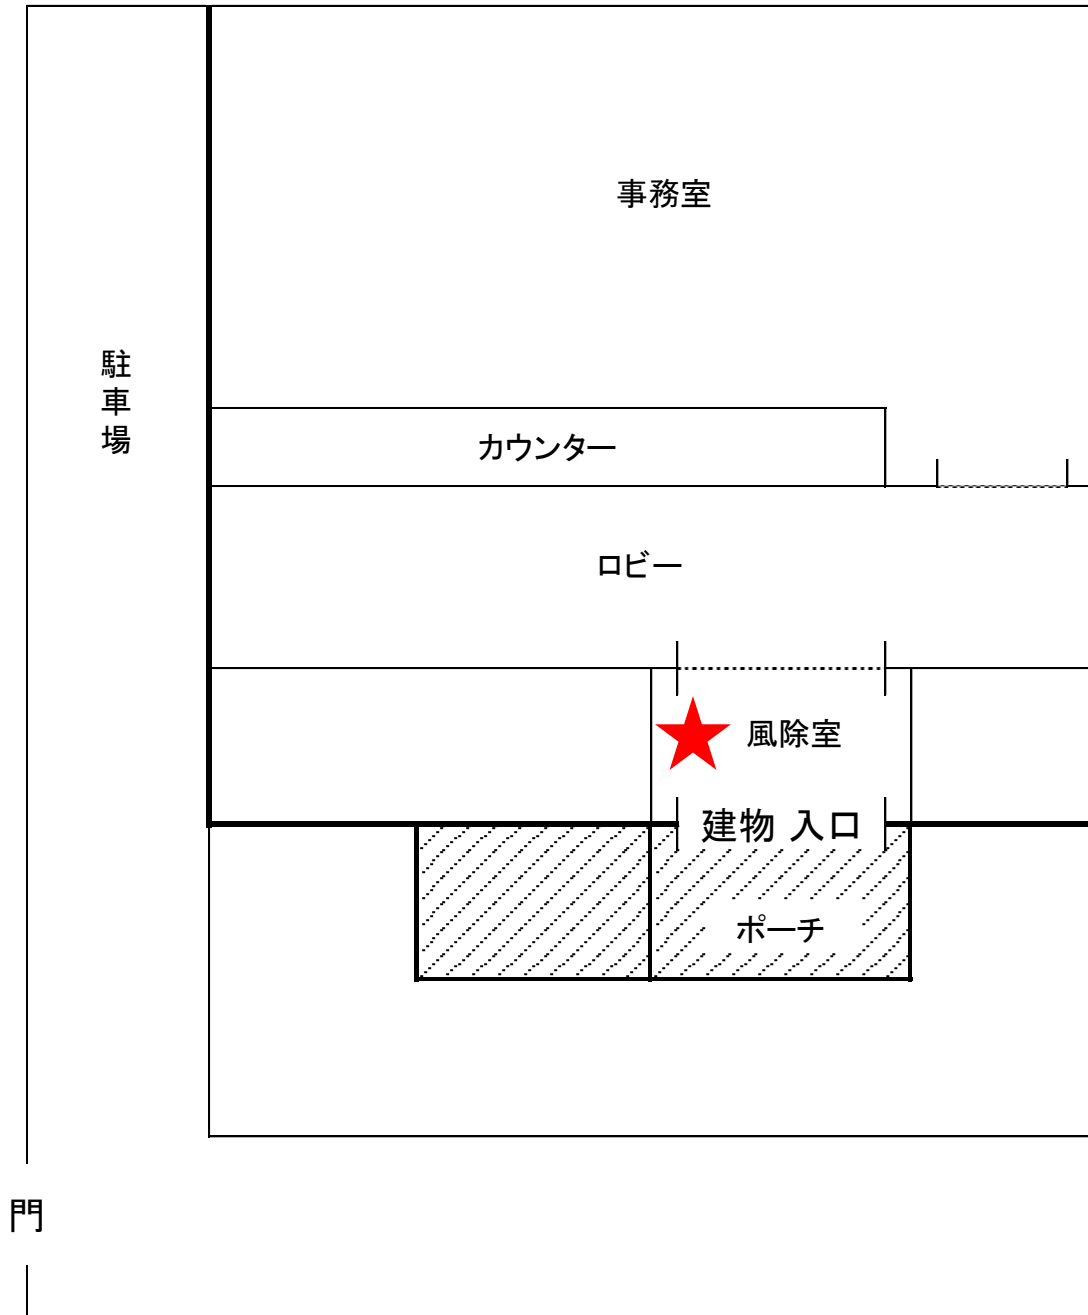 事務室
駐車場
カウンター
ロビー
風除室
建物 入口
ポーチ
門